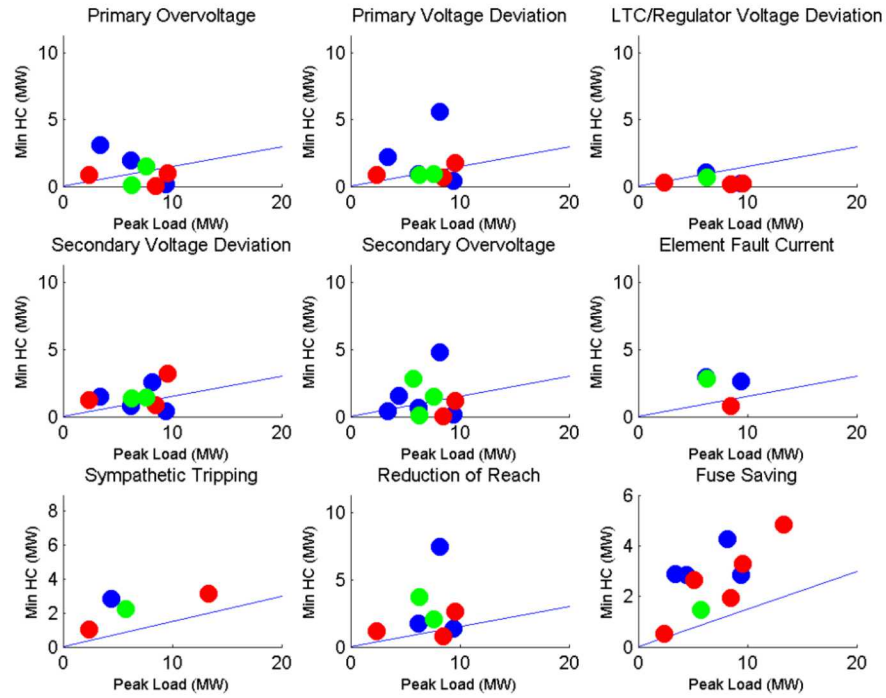 Primary Overvoltage
Min HC (MW)
10
5
0
0 10 20
Peak Load (MW)
Primary Voltage Deviation
Min HC (MW)
10
5
0
0 10 20
Peak Load (MW)
LTC/Regulator Voltage Deviation
Min HC (MW)
10
5
0
0 10 20
Peak Load (MW)
Secondary Voltage Deviation
Min HC (MW)
10
5
0
0 10 20
Peak Load (MW)
Secondary Overvoltage
Min HC (MW)
10
5
0
0 10 20
Peak Load (MW)
Element Fault Current
Min HC (MW)
10
5
0
0 10 20
Peak Load (MW)
Sympathetic Tripping
Min HC (MW)
8
6
4
2
0
0 10 20
Peak Load (MW)
Reduction of Reach
Min HC (MW)
10
5
0
0 10 20
Peak Load (MW)
Fuse Saving
Min HC (MW)
6
4
2
0
0 10 20
Peak Load (MW)